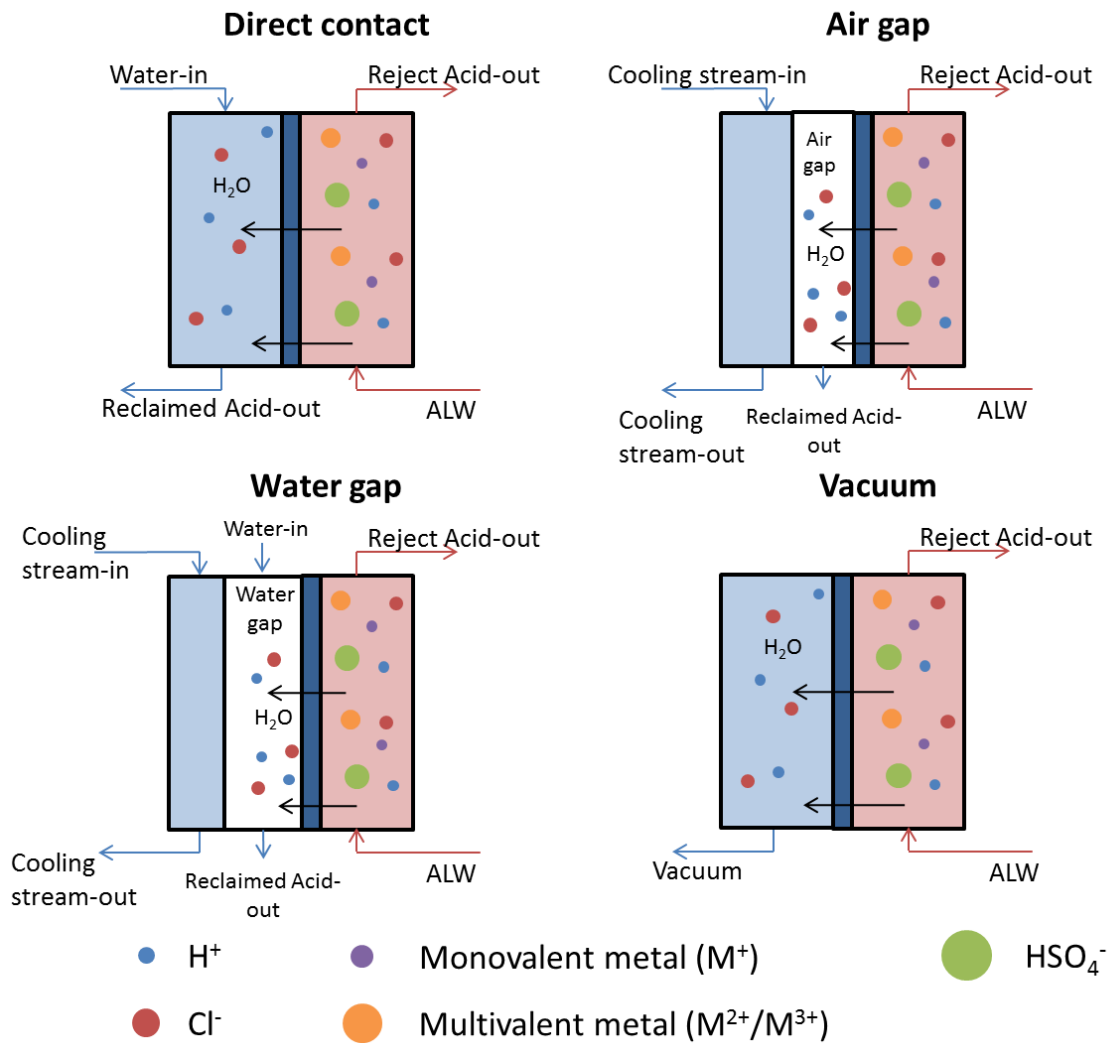 Direct contact
Water-in
Reject Acid-out
H₂O
Reclaimed Acid-out
ALW
Air gap
Cooling stream-in
Reject Acid-out
Air
gap
H₂O
Cooling
stream-out
Reclaimed Acid-
out
ALW
Water gap
Cooling
stream-in
Water-in
Reject Acid-out
Water
gap
H₂O
Cooling
stream-out
Reclaimed Acid-
out
ALW
Vacuum
Reject Acid-out
H₂O
Vacuum
ALW
H⁺
Monovalent metal (M⁺)
HSO₄⁻
Cl⁻
Multivalent metal (M²⁺/M³⁺)